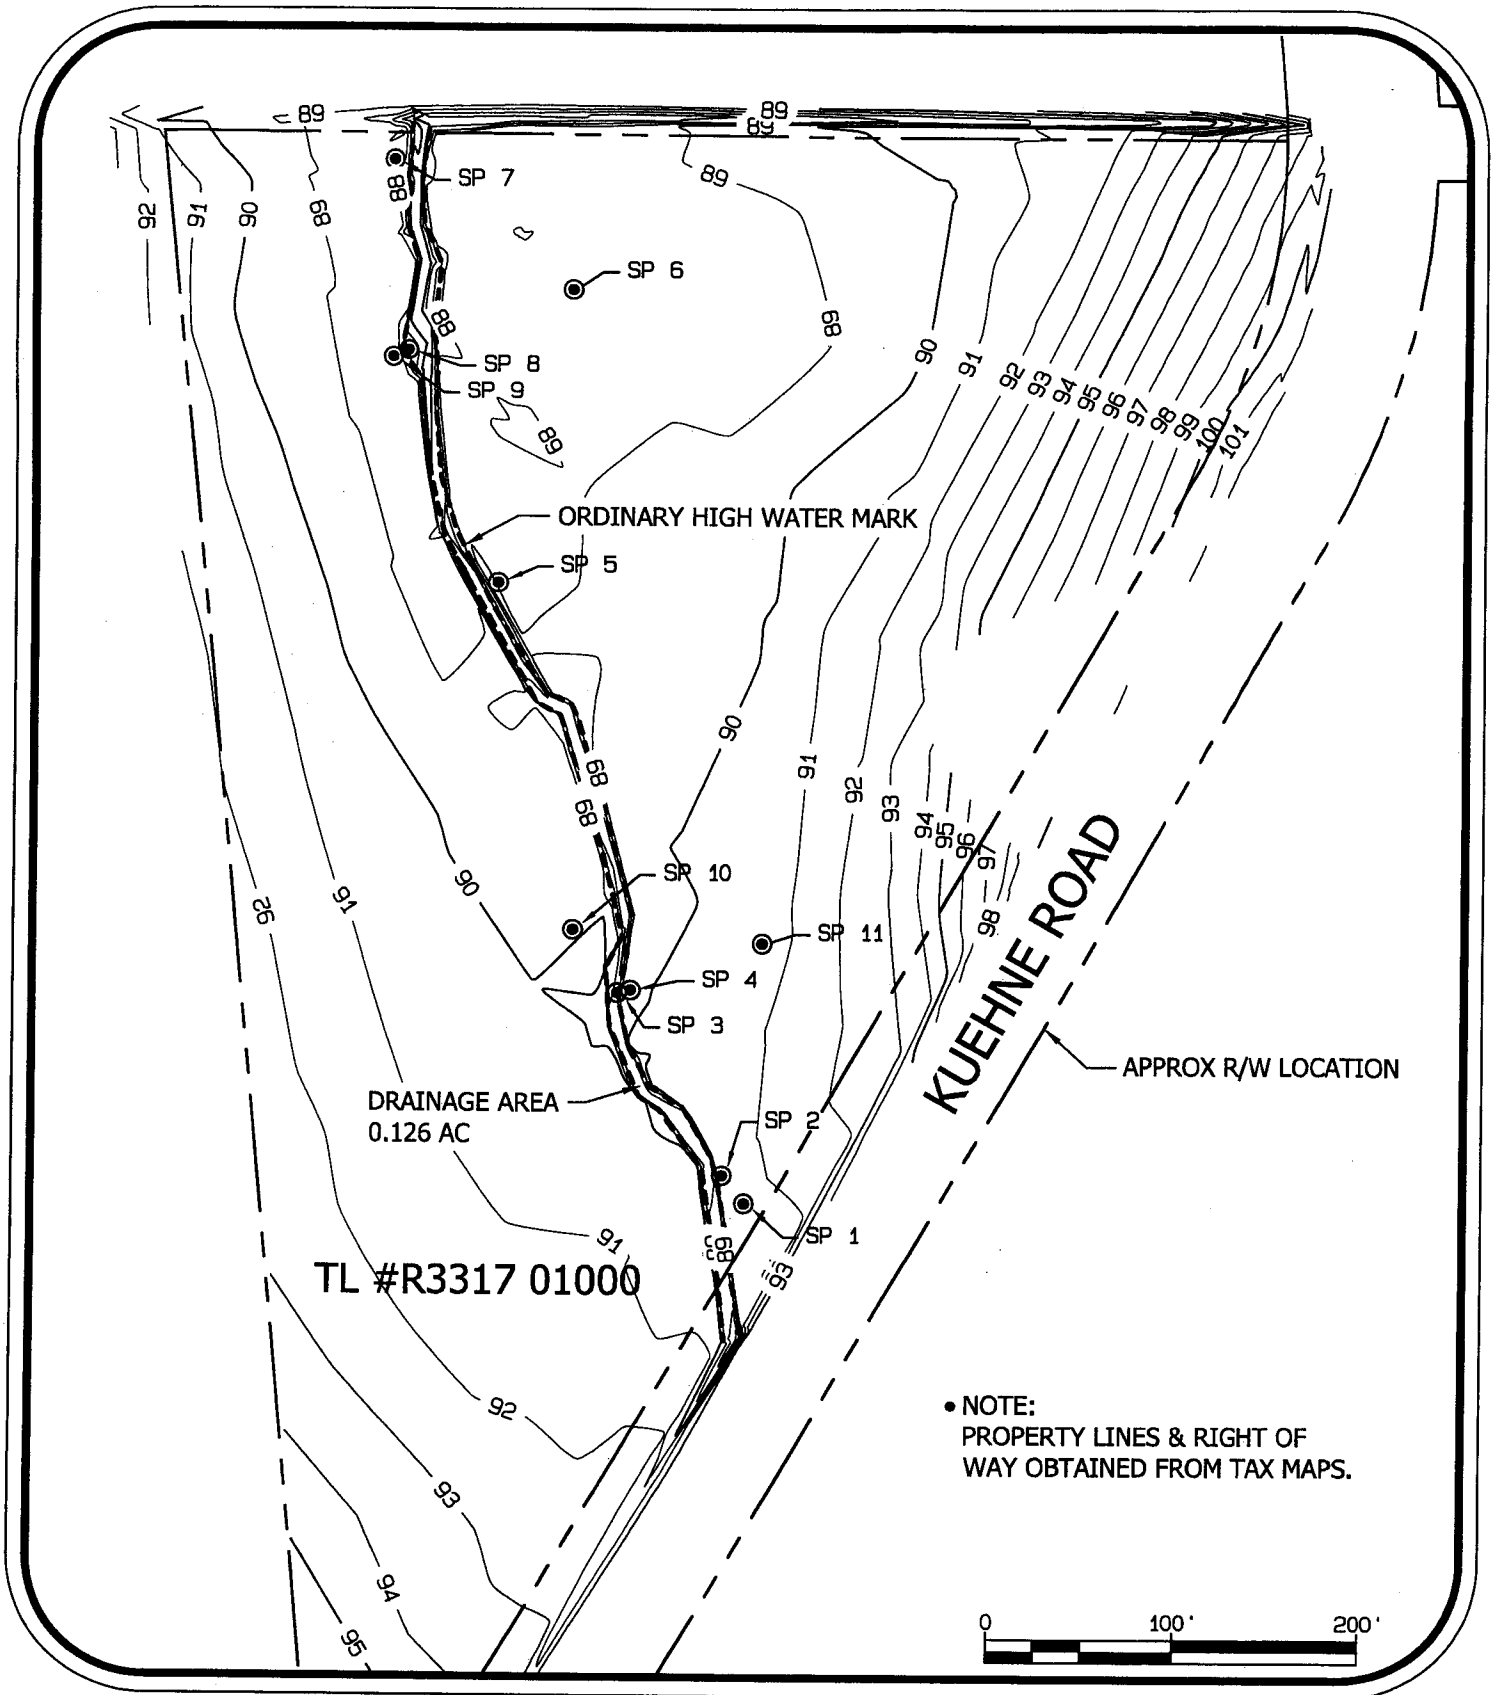 89
89
89
SP 7
88
92
91
90
89
89
SP 6
88
89
90
91
92
93
94
95
96
97
98
99
100
101
SP 8
SP 9
89
ORDINARY HIGH WATER MARK
SP 5
90
91
92
93
94
95
96
97
98
89
89
SP 10
90
91
92
SP 11
SP 4
SP 3
KUEHNE ROAD
APPROX R/W LOCATION
DRAINAGE AREA
0.126 AC
SP 2
SP 1
91
89
93
TL #R3317 01000
92
93
94
95
• NOTE:
PROPERTY LINES & RIGHT OF
WAY OBTAINED FROM TAX MAPS.
0 100' 200'